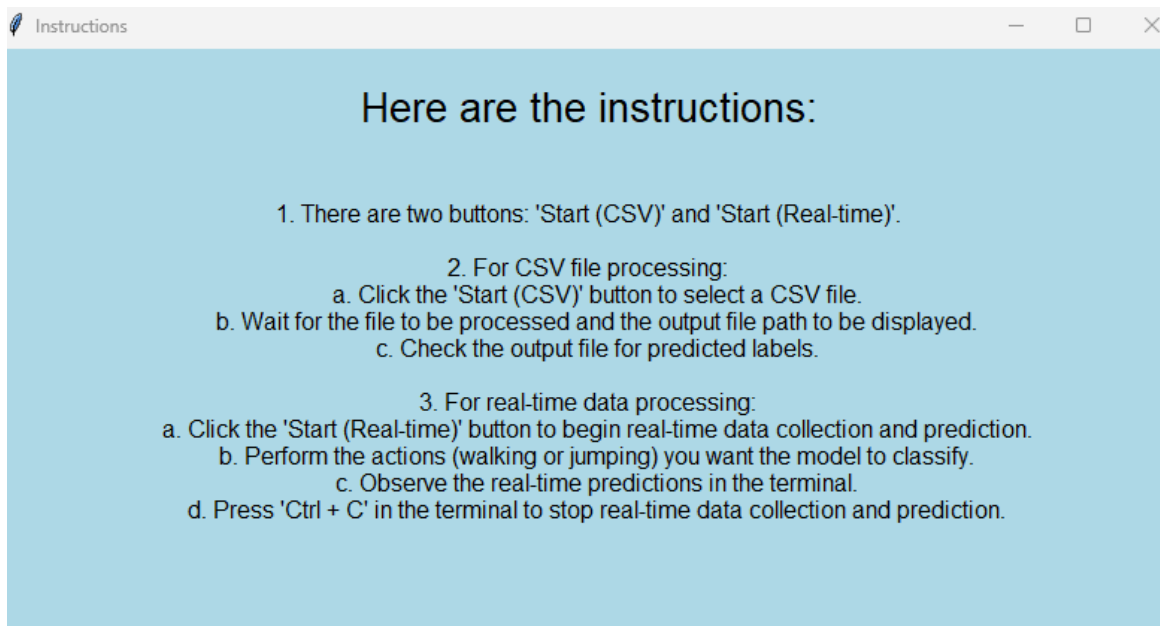 Instructions
Here are the instructions:
1. There are two buttons: 'Start (CSV)' and 'Start (Real-time)'.
2. For CSV file processing:
a. Click the 'Start (CSV)' button to select a CSV file.
b. Wait for the file to be processed and the output file path to be displayed.
c. Check the output file for predicted labels.
3. For real-time data processing:
a. Click the 'Start (Real-time)' button to begin real-time data collection and prediction.
b. Perform the actions (walking or jumping) you want the model to classify.
c. Observe the real-time predictions in the terminal.
d. Press 'Ctrl + C' in the terminal to stop real-time data collection and prediction.